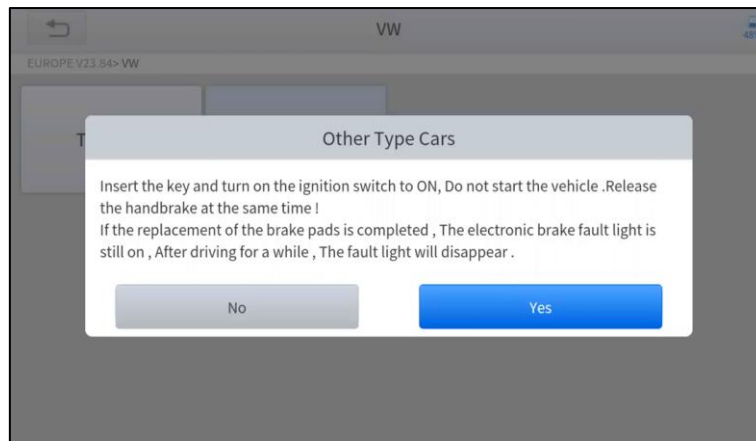 VW
48%
EUROPE V23.84> VW
T
Other Type Cars
Insert the key and turn on the ignition switch to ON, Do not start the vehicle .Release
the handbrake at the same time !
If the replacement of the brake pads is completed , The electronic brake fault light is
still on , After driving for a while , The fault light will disappear .
No
Yes